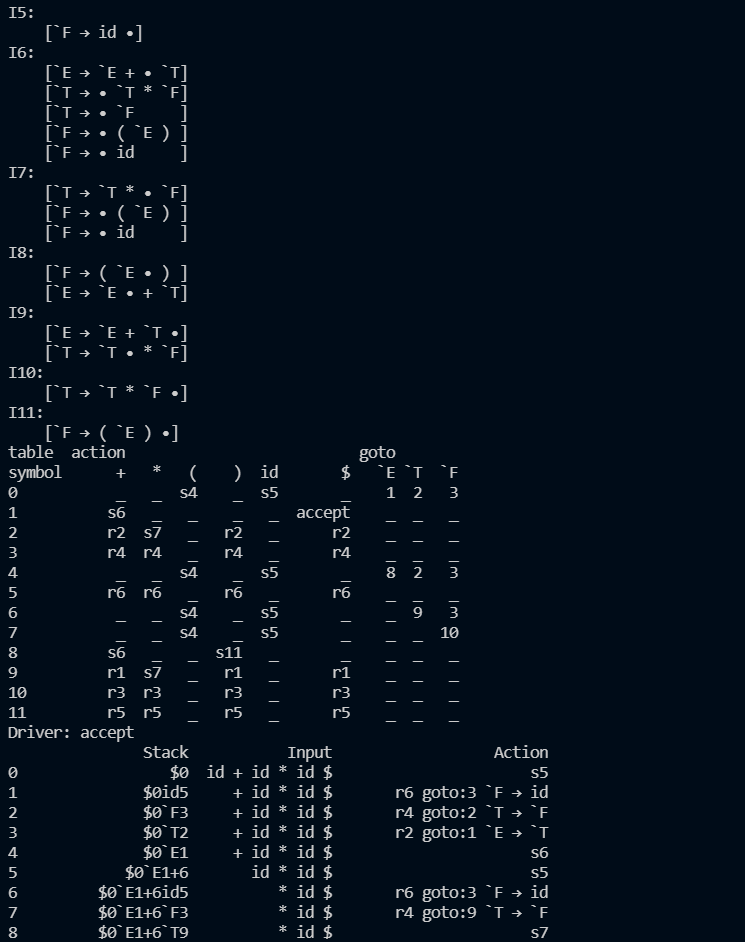 I5:
    [`F → id •]
I6:
    [`E → `E + • `T]
    [`T → • `T * `F]
    [`T → • `F     ]
    [`F → • ( `E ) ]
    [`F → • id     ]
I7:
    [`T → `T * • `F]
    [`F → • ( `E ) ]
    [`F → • id     ]
I8:
    [`F → ( `E • ) ]
    [`E → `E • + `T]
I9:
    [`E → `E + `T •]
    [`T → `T • * `F]
I10:
    [`T → `T * `F •]
I11:
    [`F → ( `E ) •]
table  action                          goto
symbol      +   *   (    )  id       $   `E `T  `F
0           _   _  s4    _  s5       _    1  2   3
1          s6   _   _    _   _  accept    _  _   _
2          r2  s7   _   r2   _      r2    _  _   _
3          r4  r4   _   r4   _      r4    _  _   _
4           _   _  s4    _  s5       _    8  2   3
5          r6  r6   _   r6   _      r6    _  _   _
6           _   _  s4    _  s5       _    _  9   3
7           _   _  s4    _  s5       _    _  _  10
8          s6   _   _  s11   _       _    _  _   _
9          r1  s7   _   r1   _      r1    _  _   _
10         r3  r3   _   r3   _      r3    _  _   _
11         r5  r5   _   r5   _      r5    _  _   _
Driver: accept
               Stack           Input                  Action
0                 $0  id + id * id $                      s5
1              $0id5     + id * id $       r6 goto:3 `F → id
2              $0`F3     + id * id $       r4 goto:2 `T → `F
3              $0`T2     + id * id $       r2 goto:1 `E → `T
4              $0`E1     + id * id $                      s6
5            $0`E1+6       id * id $                      s5
6         $0`E1+6id5          * id $       r6 goto:3 `F → id
7         $0`E1+6`F3          * id $       r4 goto:9 `T → `F
8         $0`E1+6`T9          * id $                      s7